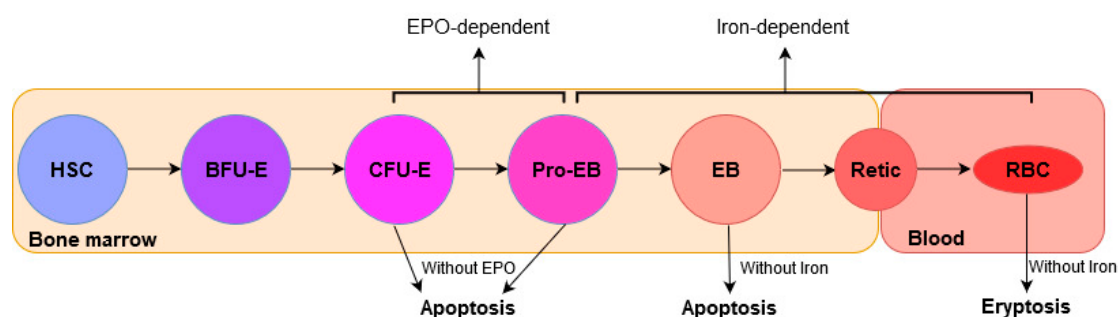 EPO-dependent
Iron-dependent
HSC
BFU-E
CFU-E
Pro-EB
EB
Retic
RBC
Bone marrow
Blood
Without EPO
Without Iron
Without Iron
Apoptosis
Apoptosis
Eryptosis